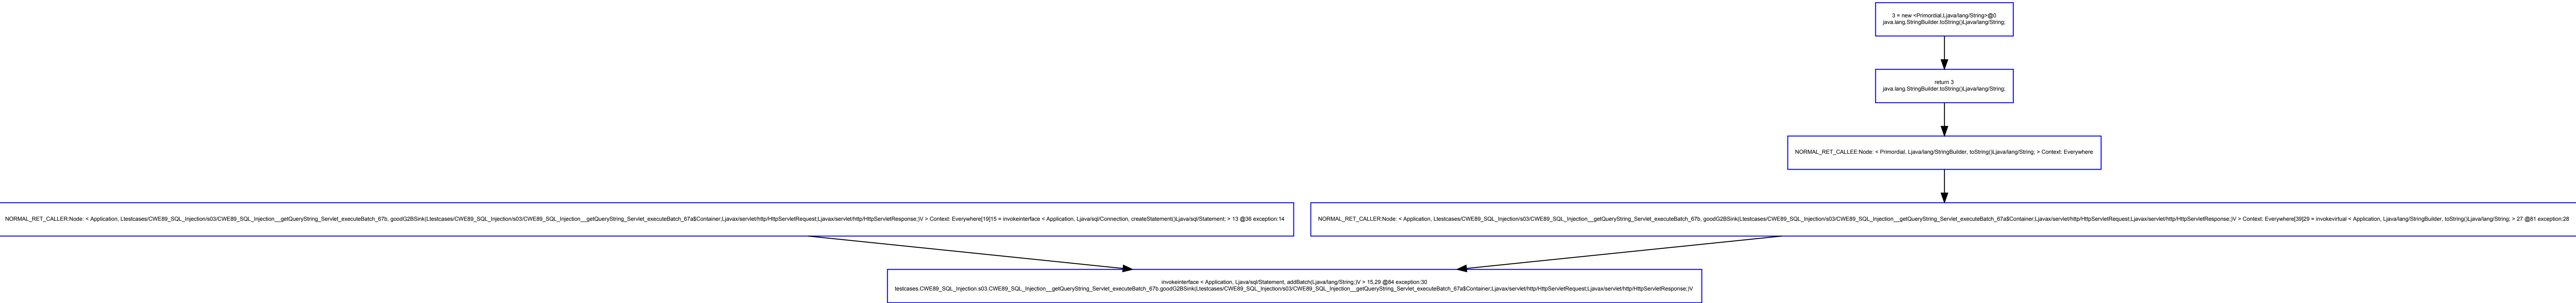 3 = new <Primordial,Ljava/lang/String>@0
java.lang.StringBuilder.toString()Ljava/lang/String;
return 3
java.lang.StringBuilder.toString()Ljava/lang/String;
NORMAL_RET_CALLEE:Node: < Primordial, Ljava/lang/StringBuilder, toString()Ljava/lang/String; > Context: Everywhere
NORMAL_RET_CALLER:Node: < Application, Ltestcases/CWE89_SQL_Injection/s03/CWE89_SQL_Injection__getQueryString_Servlet_executeBatch_67b, goodG2BSink(Ltestcases/CWE89_SQL_Injection/s03/CWE89_SQL_Injection__getQueryString_Servlet_executeBatch_67a$Container;Ljavax/servlet/http/HttpServletRequest;Ljavax/servlet/http/HttpServletResponse;)V > Context: Everywhere[19]15 = invokeinterface < Application, Ljava/sql/Connection, createStatement()Ljava/sql/Statement; > 13 @36 exception:14
NORMAL_RET_CALLER:Node: < Application, Ltestcases/CWE89_SQL_Injection/s03/CWE89_SQL_Injection__getQueryString_Servlet_executeBatch_67b, goodG2BSink(Ltestcases/CWE89_SQL_Injection/s03/CWE89_SQL_Injection__getQueryString_Servlet_executeBatch_67a$Container;Ljavax/servlet/http/HttpServletRequest;Ljavax/servlet/http/HttpServletResponse;)V > Context: Everywhere[39]29 = invokevirtual < Application, Ljava/lang/StringBuilder, toString()Ljava/lang/String; > 27 @81 exception:28
invokeinterface < Application, Ljava/sql/Statement, addBatch(Ljava/lang/String;)V > 15,29 @84 exception:30
testcases.CWE89_SQL_Injection.s03.CWE89_SQL_Injection__getQueryString_Servlet_executeBatch_67b.goodG2BSink(Ltestcases/CWE89_SQL_Injection/s03/CWE89_SQL_Injection__getQueryString_Servlet_executeBatch_67a$Container;Ljavax/servlet/http/HttpServletRequest;Ljavax/servlet/http/HttpServletResponse;)V